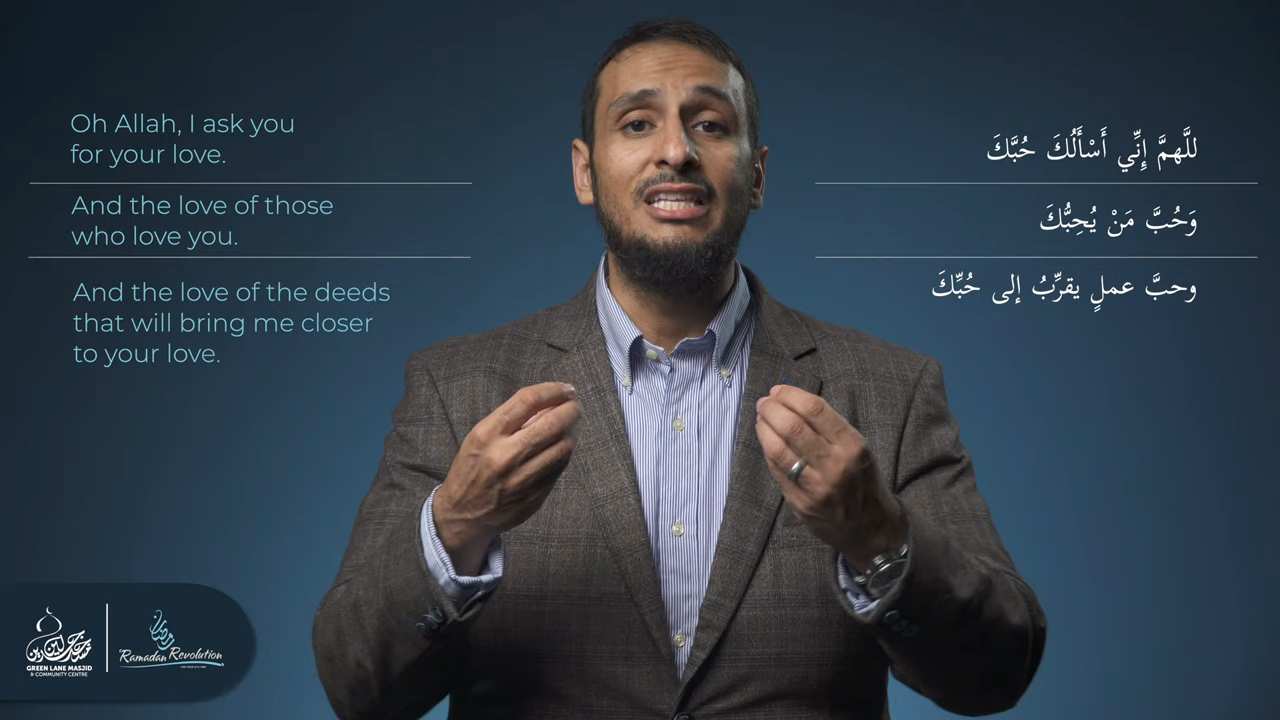 Oh Allah, I ask you
for your love.
للَّهمَّ إِنِّي أَسْأَلُكَ حُبَّكَ
And the love of those
who love you.
وَحُبَّ مَنْ يُحِبُّكَ
And the love of the deeds
that will bring me closer
to your love.
وحبَّ عملٍ يقرِّبُ إلى حُبِّكَ
GREEN LANE MASJID
& COMMUNITY CENTRE
رمضان
Ramadan Revolution